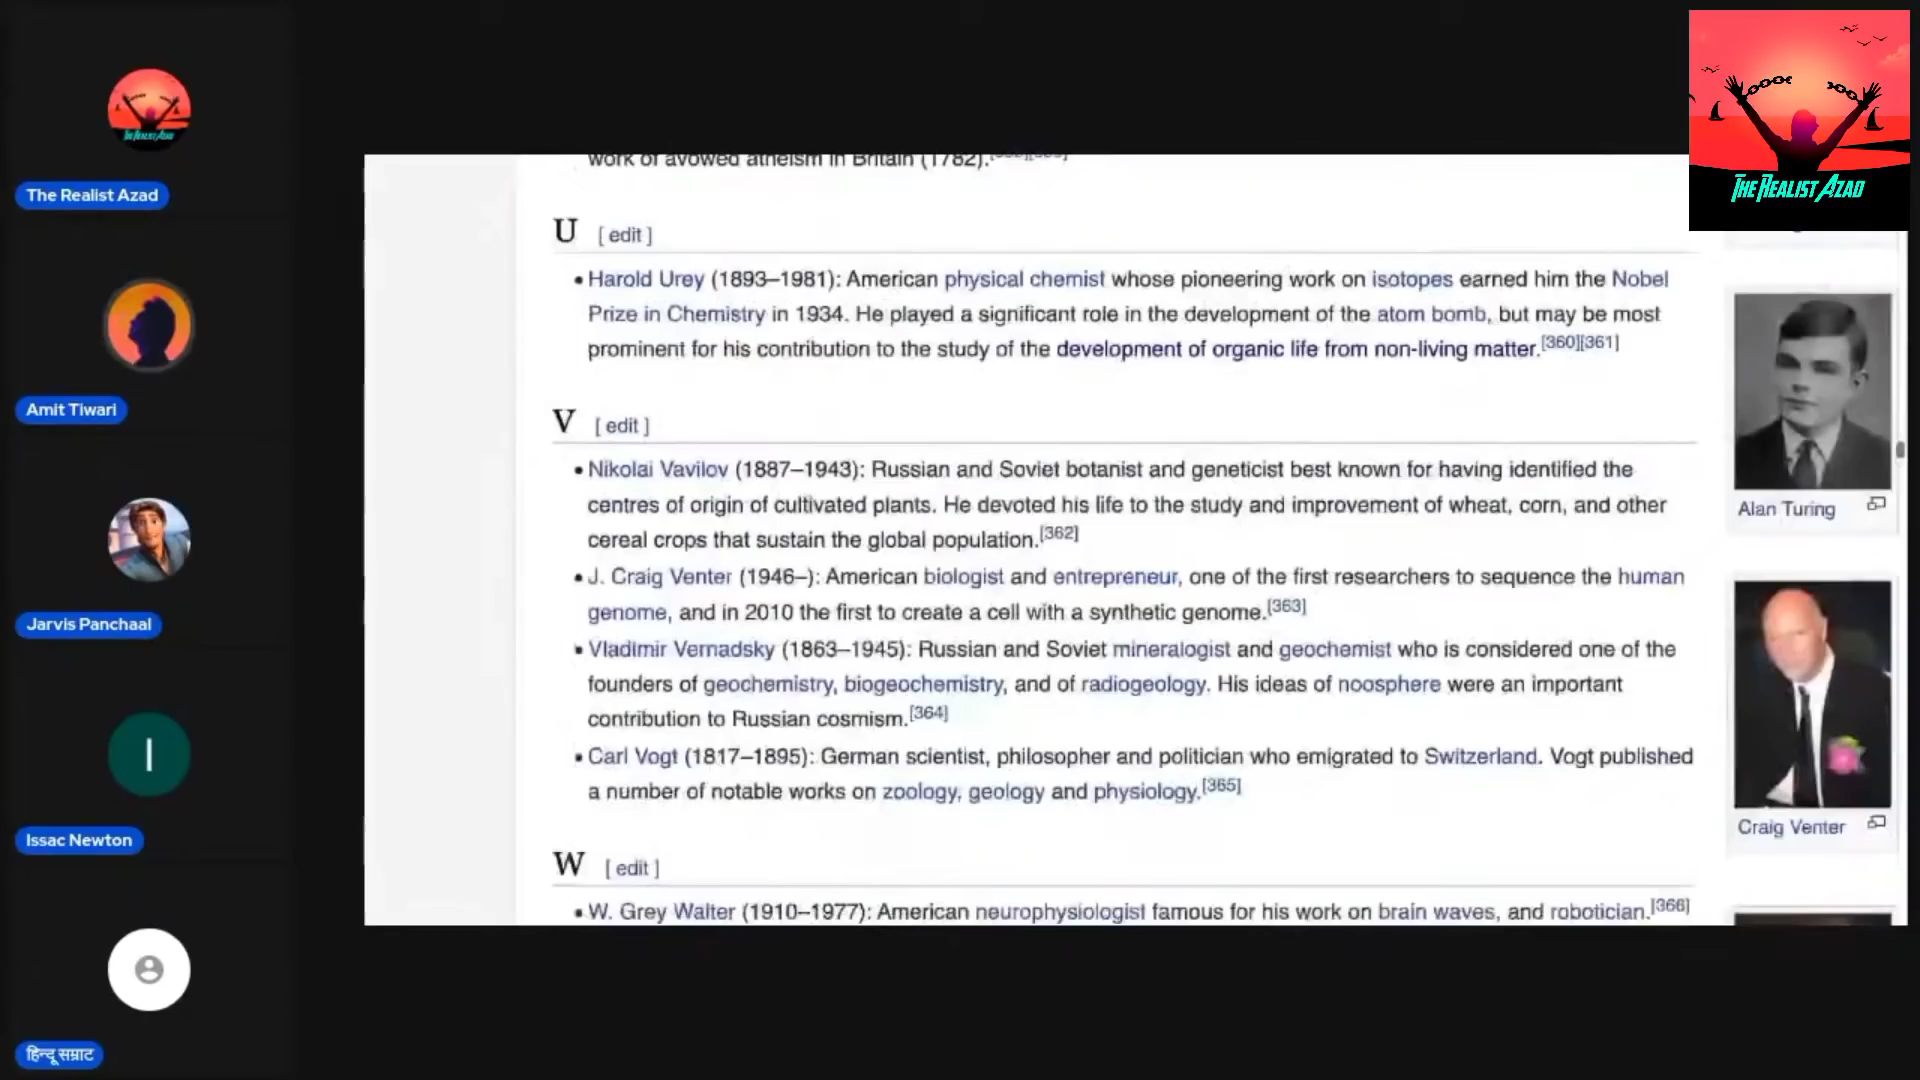 The Realist Azad
Amit Tiwari
Jarvis Panchaal
I
Issac Newton
हिन्दू सम्राट
THE REALIST AZAD
work of avowed atheism in Britain (1782).
U [ edit ]
• Harold Urey (1893–1981): American physical chemist whose pioneering work on isotopes earned him the Nobel
Prize in Chemistry in 1934. He played a significant role in the development of the atom bomb, but may be most
prominent for his contribution to the study of the development of organic life from non-living matter.[360][361]
V [ edit ]
• Nikolai Vavilov (1887–1943): Russian and Soviet botanist and geneticist best known for having identified the
centres of origin of cultivated plants. He devoted his life to the study and improvement of wheat, corn, and other
cereal crops that sustain the global population.[362]
• J. Craig Venter (1946–): American biologist and entrepreneur, one of the first researchers to sequence the human
genome, and in 2010 the first to create a cell with a synthetic genome.[363]
• Vladimir Vernadsky (1863–1945): Russian and Soviet mineralogist and geochemist who is considered one of the
founders of geochemistry, biogeochemistry, and of radiogeology. His ideas of noosphere were an important
contribution to Russian cosmism.[364]
• Carl Vogt (1817–1895): German scientist, philosopher and politician who emigrated to Switzerland. Vogt published
a number of notable works on zoology, geology and physiology.[365]
W [ edit ]
• W. Grey Walter (1910–1977): American neurophysiologist famous for his work on brain waves, and robotician.[366]
Alan Turing
Craig Venter